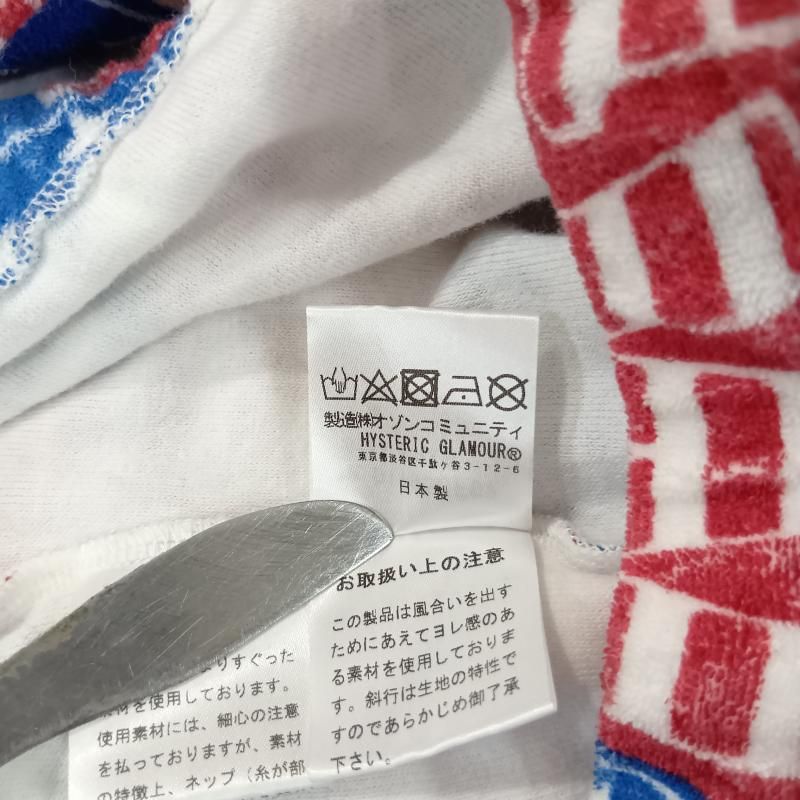 製造㈱オゾンコミュニティ
HYSTERIC GLAMOUR®
東京都渋谷区千駄ヶ谷3-12-6
日本製
お取扱い上の注意
この製品は風合いを出す
ためにあえてヨレ感のあ
る素材を使用しておりま
す。斜行は生地の特性で
すのであらかじめ御了承
下さい。
よりすぐった
素材を使用しております。
使用素材には、細心の注意
を払っておりますが、素材
の特徴上、ネップ(糸が部